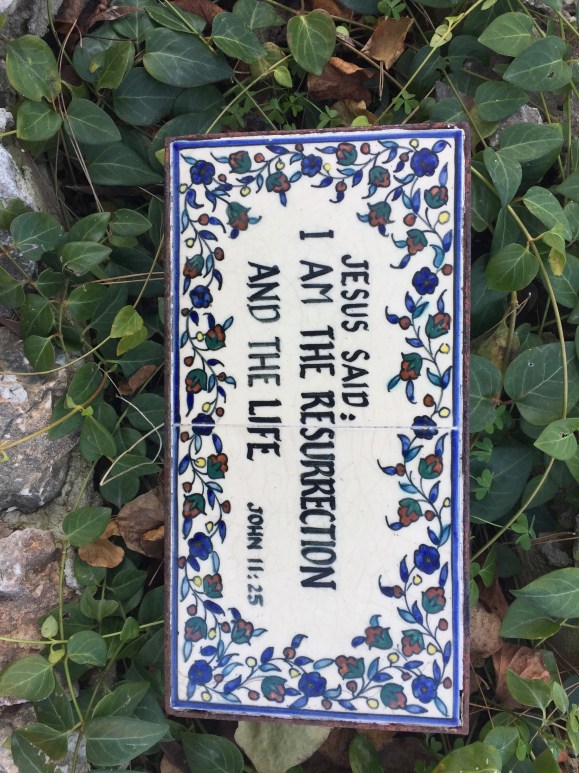 JESUS SAID:
I AM THE RESURRECTION
AND THE LIFE
JOHN 11:25